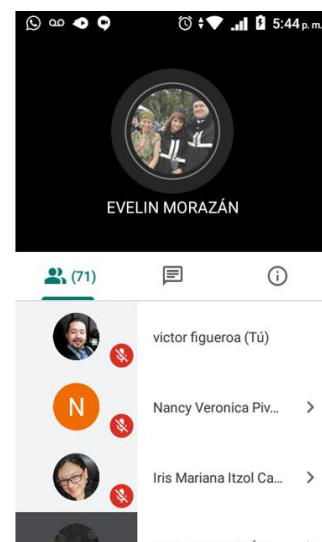 5:44 p. m.
EVELIN MORAZÁN
(71)
victor figueroa (Tú)
N
Nancy Veronica Piv...
Iris Mariana Itzol Ca...